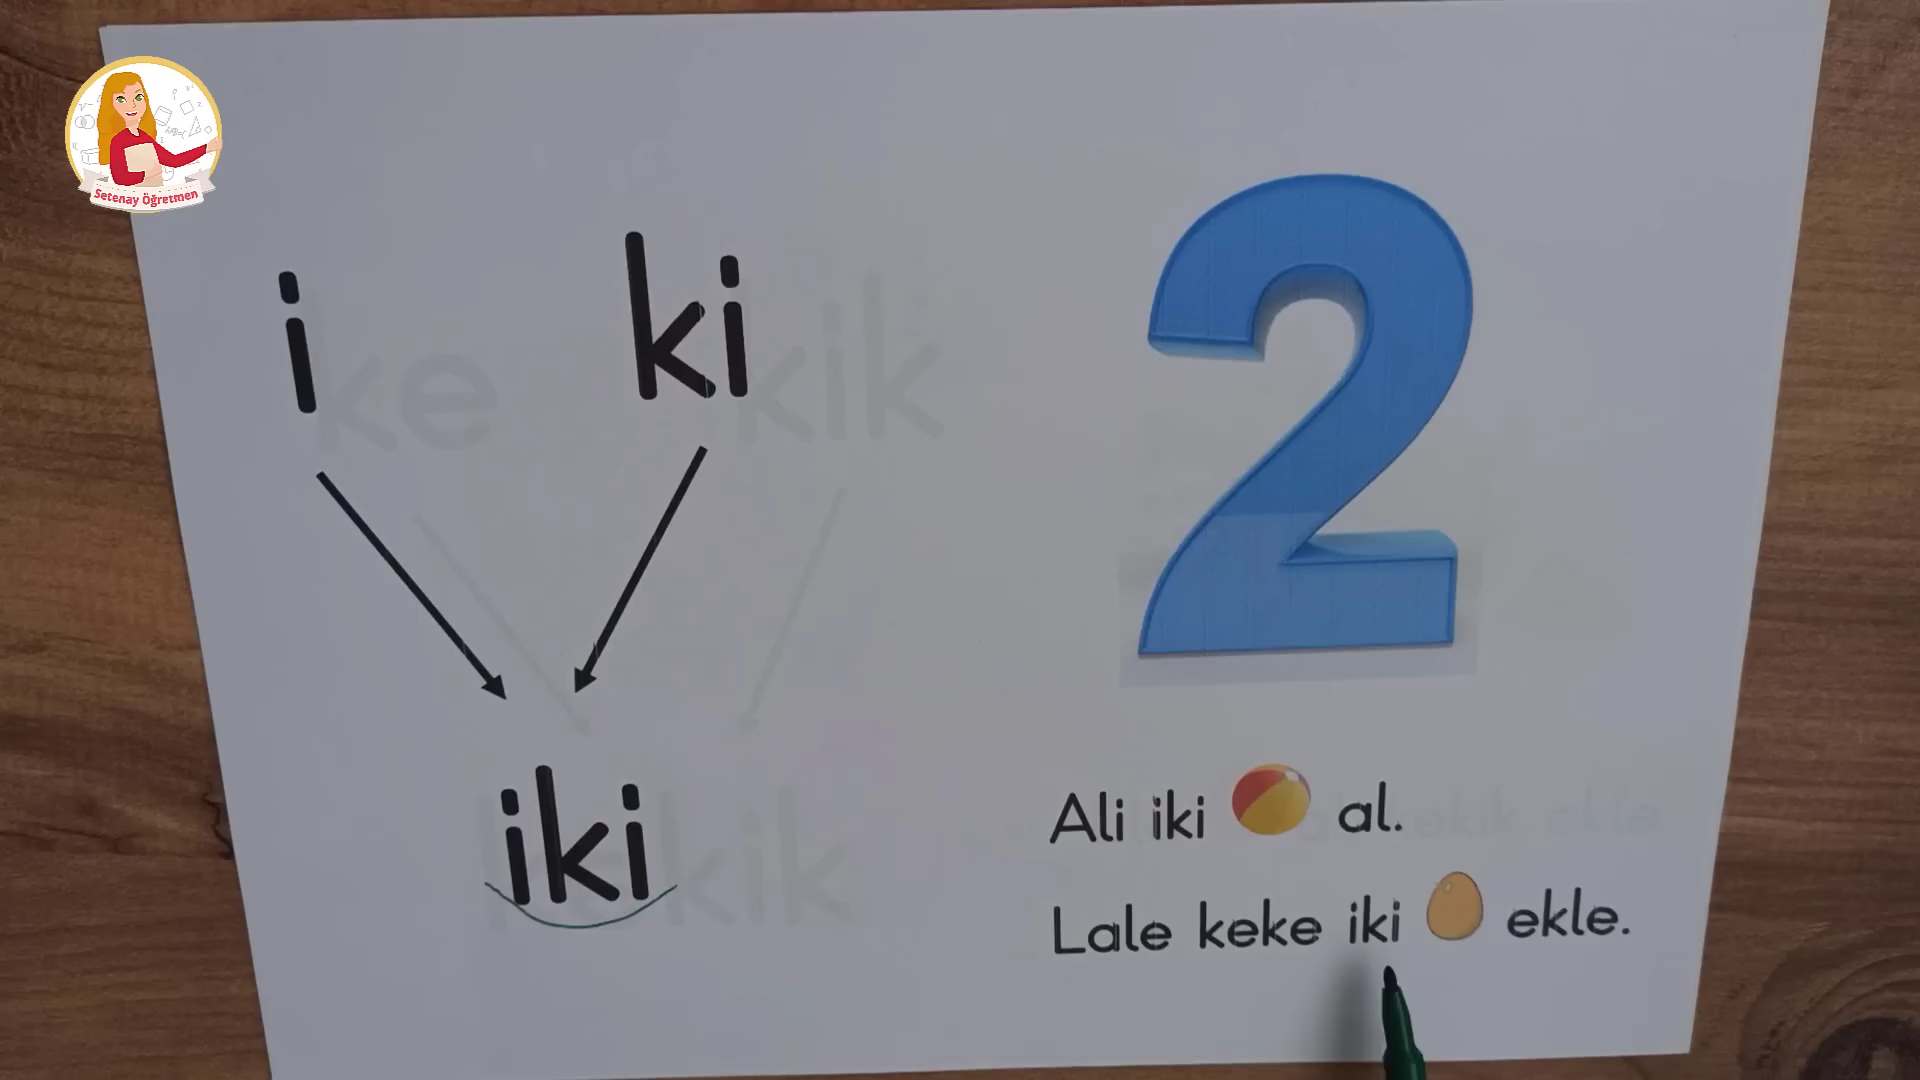 Setenay Öğretmen
i ki
2
iki
Ali iki al.
Lale keke iki ekle.